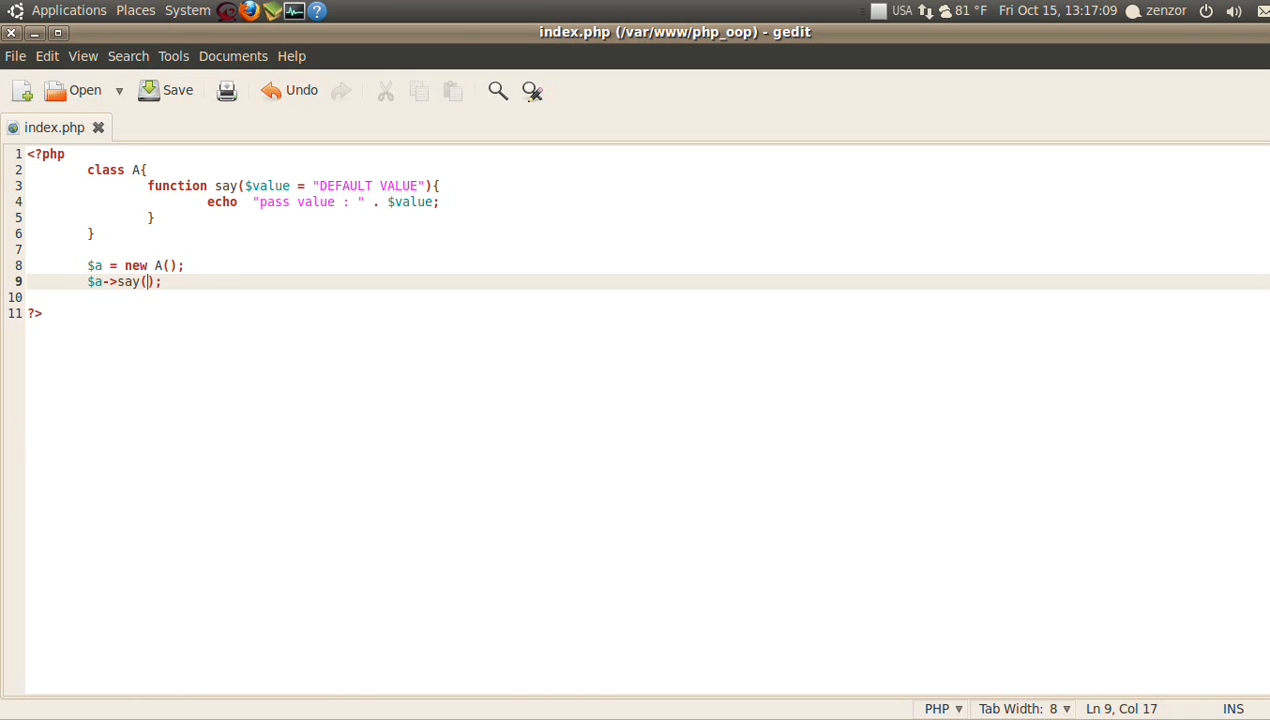 Applications Places System USA 81 °F Fri Oct 15, 13:17:09 zenzor
index.php (/var/www/php_oop) - gedit
File Edit View Search Tools Documents Help
Open Save Undo
index.php
1 <?php
2 class A{
3 function say($value = "DEFAULT VALUE"){
4 echo "pass value : " . $value;
5 }
6 }
7
8 $a = new A();
9 $a->say();
10
11 ?>
PHP Tab Width: 8 Ln 9, Col 17 INS